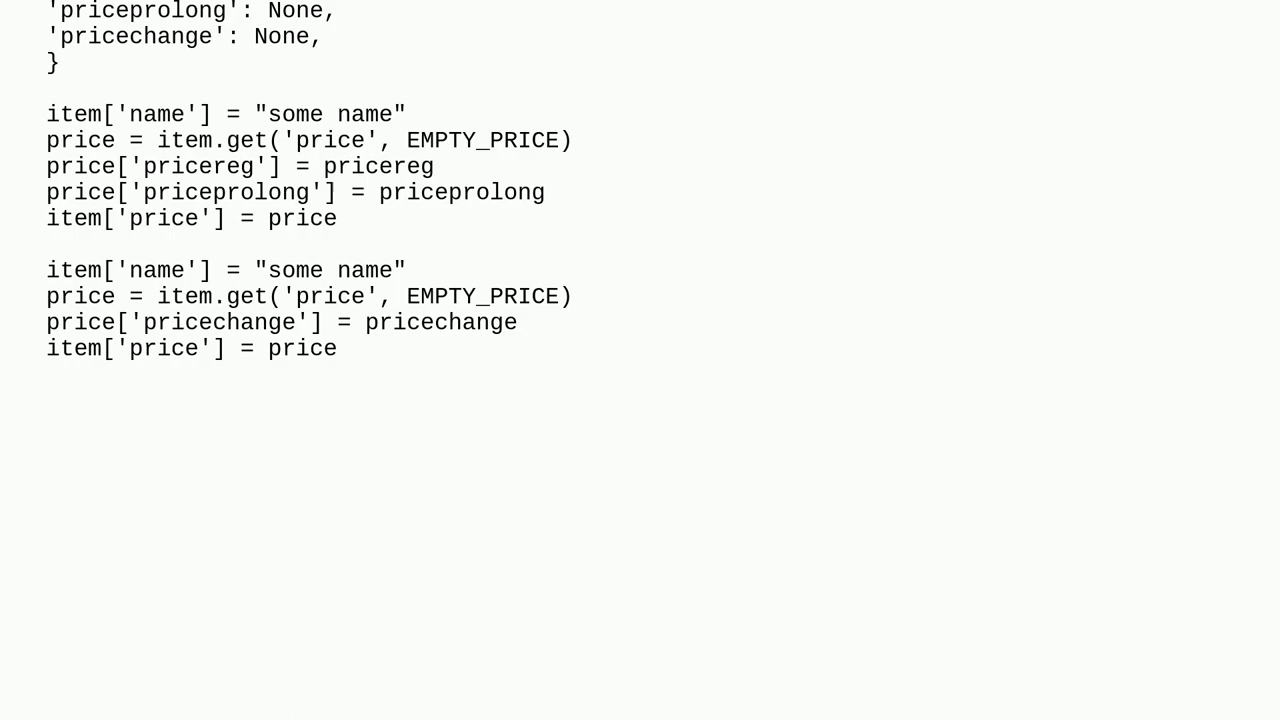 'priceprolong': None,
'pricechange': None,
}
item['name'] = "some name"
price = item.get('price', EMPTY_PRICE)
price['pricereg'] = pricereg
price['priceprolong'] = priceprolong
item['price'] = price
item['name'] = "some name"
price = item.get('price', EMPTY_PRICE)
price['pricechange'] = pricechange
item['price'] = price